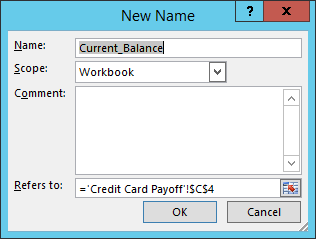 New Name
? X
Name: Current_Balance
Scope: Workbook
Comment:
Refers to: ='Credit Card Payoff'!$C$4
OK Cancel